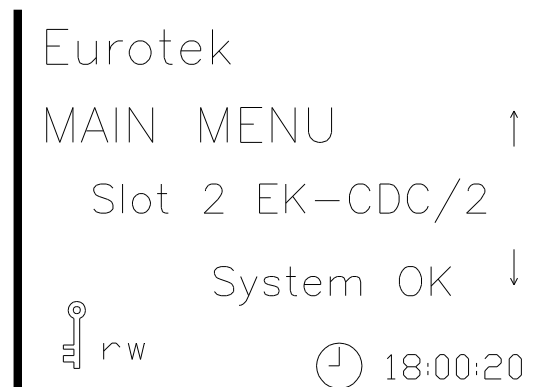 Eurotek
MAIN MENU
Slot 2 EK-CDC/2
System OK
rw 18:00:20